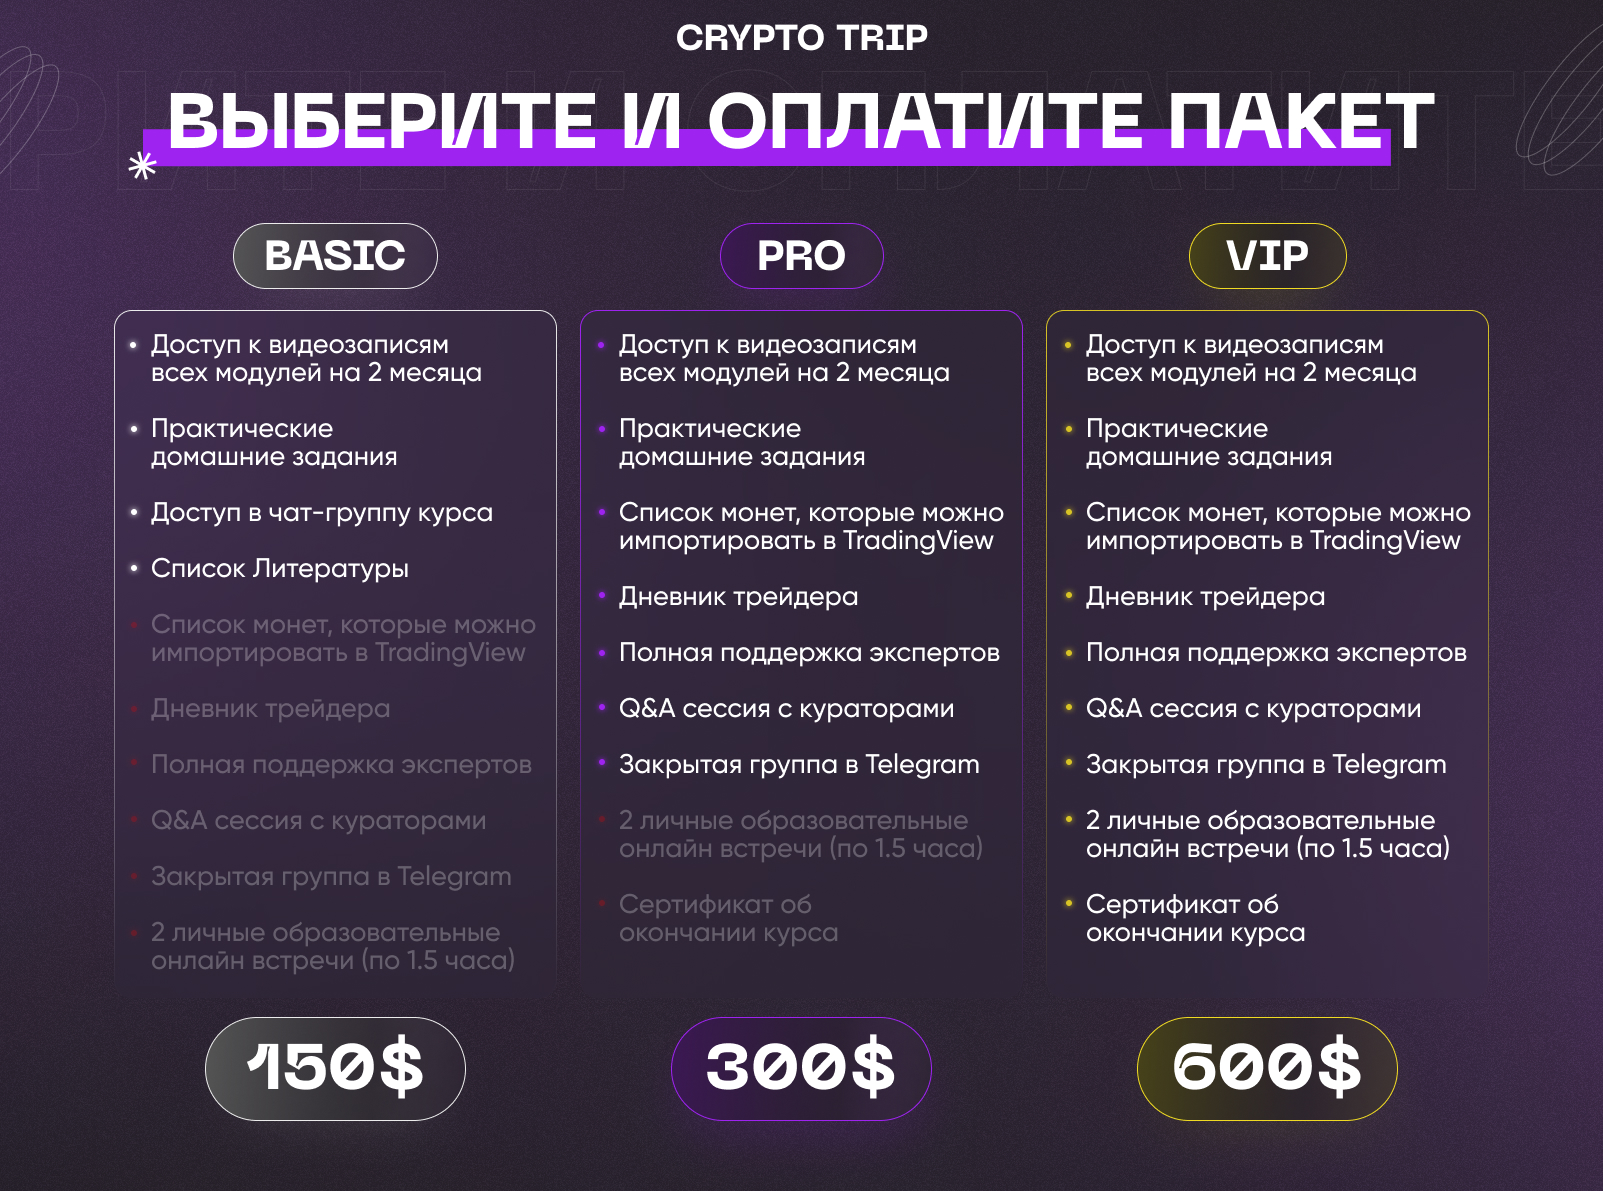 CRYPTO TRIP
ВЫБЕРИТЕ И ОПЛАТИТЕ ПАКЕТ
BASIC
• Доступ к видеозаписям
всех модулей на 2 месяца
• Практические
домашние задания
• Доступ в чат-группу курса
• Список Литературы
• Список монет, которые можно
импортировать в TradingView
• Дневник трейдера
• Полная поддержка экспертов
• Q&A сессия с кураторами
• Закрытая группа в Telegram
• 2 личные образовательные
онлайн встречи (по 1.5 часа)
150$
PRO
• Доступ к видеозаписям
всех модулей на 2 месяца
• Практические
домашние задания
• Список монет, которые можно
импортировать в TradingView
• Дневник трейдера
• Полная поддержка экспертов
• Q&A сессия с кураторами
• Закрытая группа в Telegram
• 2 личные образовательные
онлайн встречи (по 1.5 часа)
• Сертификат об
окончании курса
300$
VIP
• Доступ к видеозаписям
всех модулей на 2 месяца
• Практические
домашние задания
• Список монет, которые можно
импортировать в TradingView
• Дневник трейдера
• Полная поддержка экспертов
• Q&A сессия с кураторами
• Закрытая группа в Telegram
• 2 личные образовательные
онлайн встречи (по 1.5 часа)
• Сертификат об
окончании курса
600$